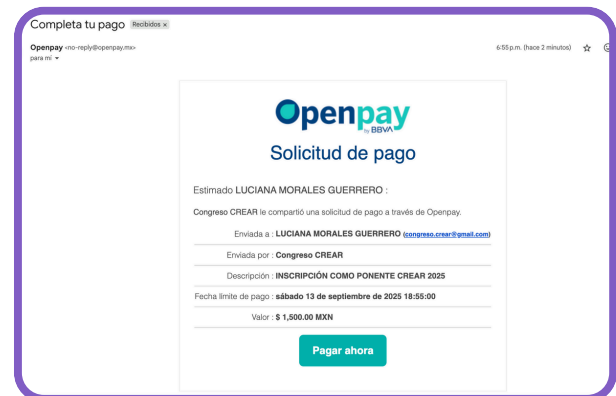 Completa tu pago Recibidos x
Openpay <no-reply@openpay.mx> 6:55 p.m. (hace 2 minutos)
para mí
Openpay
by BBVA
Solicitud de pago
Estimado LUCIANA MORALES GUERRERO :
Congreso CREAR le compartió una solicitud de pago a través de Openpay.
Enviada a : LUCIANA MORALES GUERRERO (congreso.crear@gmail.com)
Enviada por : Congreso CREAR
Descripción : INSCRIPCIÓN COMO PONENTE CREAR 2025
Fecha límite de pago : sábado 13 de septiembre de 2025 18:55:00
Valor : $ 1,500.00 MXN
Pagar ahora